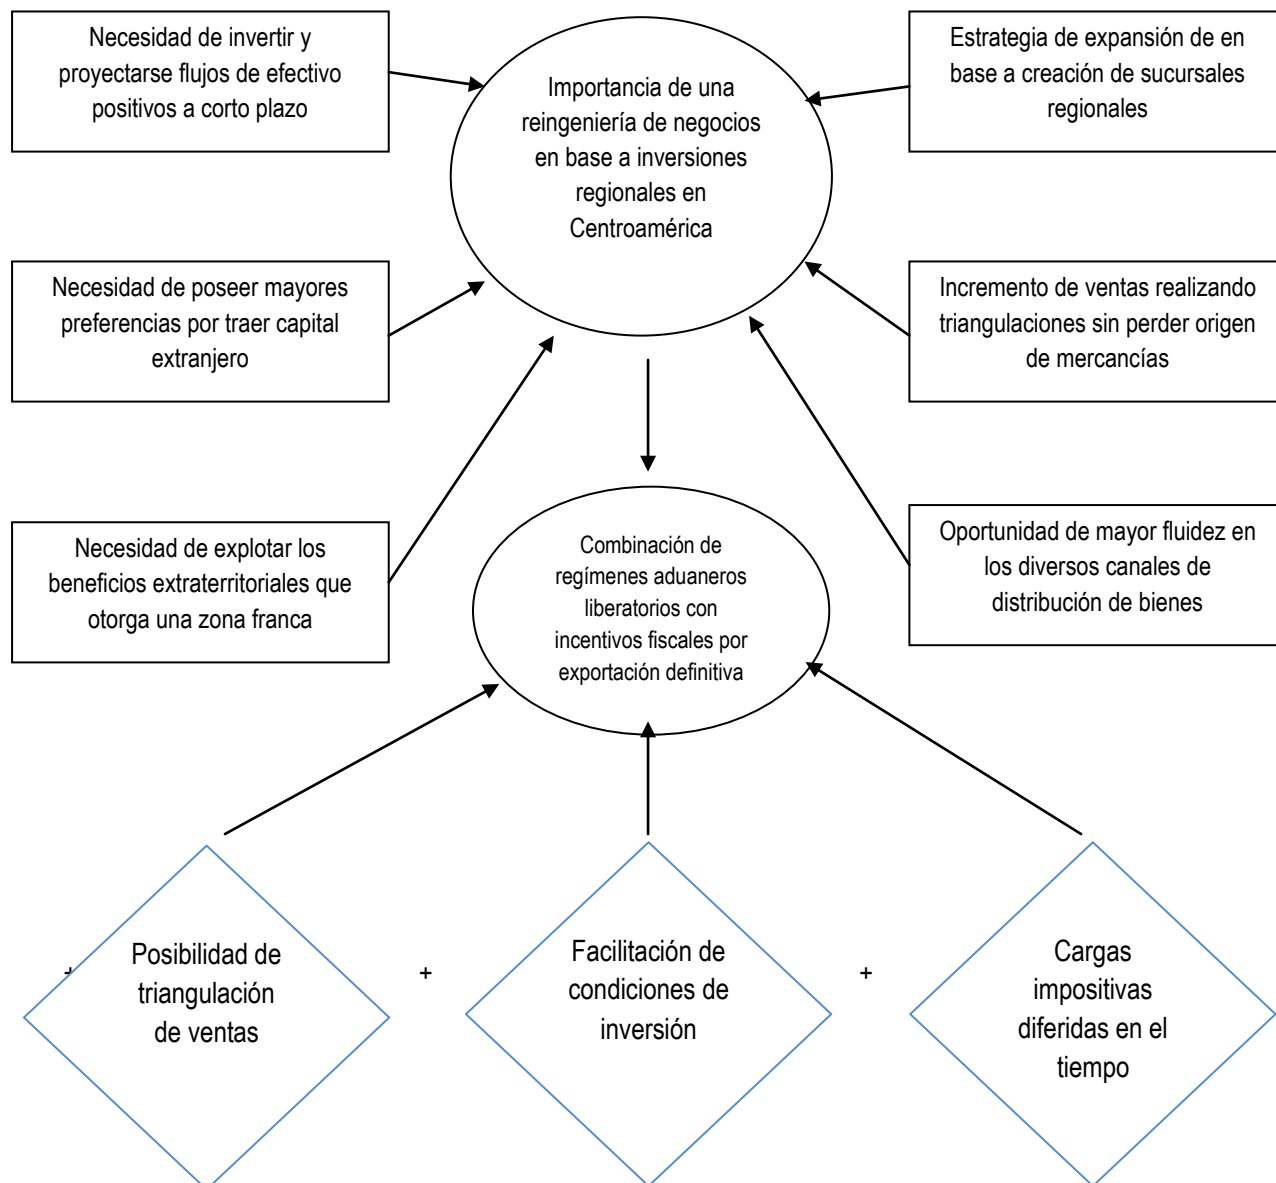 Necesidad de invertir y
proyectarse flujos de efectivo
positivos a corto plazo
Importancia de una
reingeniería de negocios
en base a inversiones
regionales en
Centroamérica
Estrategia de expansión de en
base a creación de sucursales
regionales
Necesidad de poseer mayores
preferencias por traer capital
extranjero
Incremento de ventas realizando
triangulaciones sin perder origen
de mercancías
Necesidad de explotar los
beneficios extraterritoriales que
otorga una zona franca
Combinación de
regímenes aduaneros
liberatorios con
incentivos fiscales por
exportación definitiva
Oportunidad de mayor fluidez en
los diversos canales de
distribución de bienes
+
Posibilidad de
triangulación
de ventas
+
Facilitación de
condiciones de
inversión
+
Cargas
impositivas
diferidas en el
tiempo